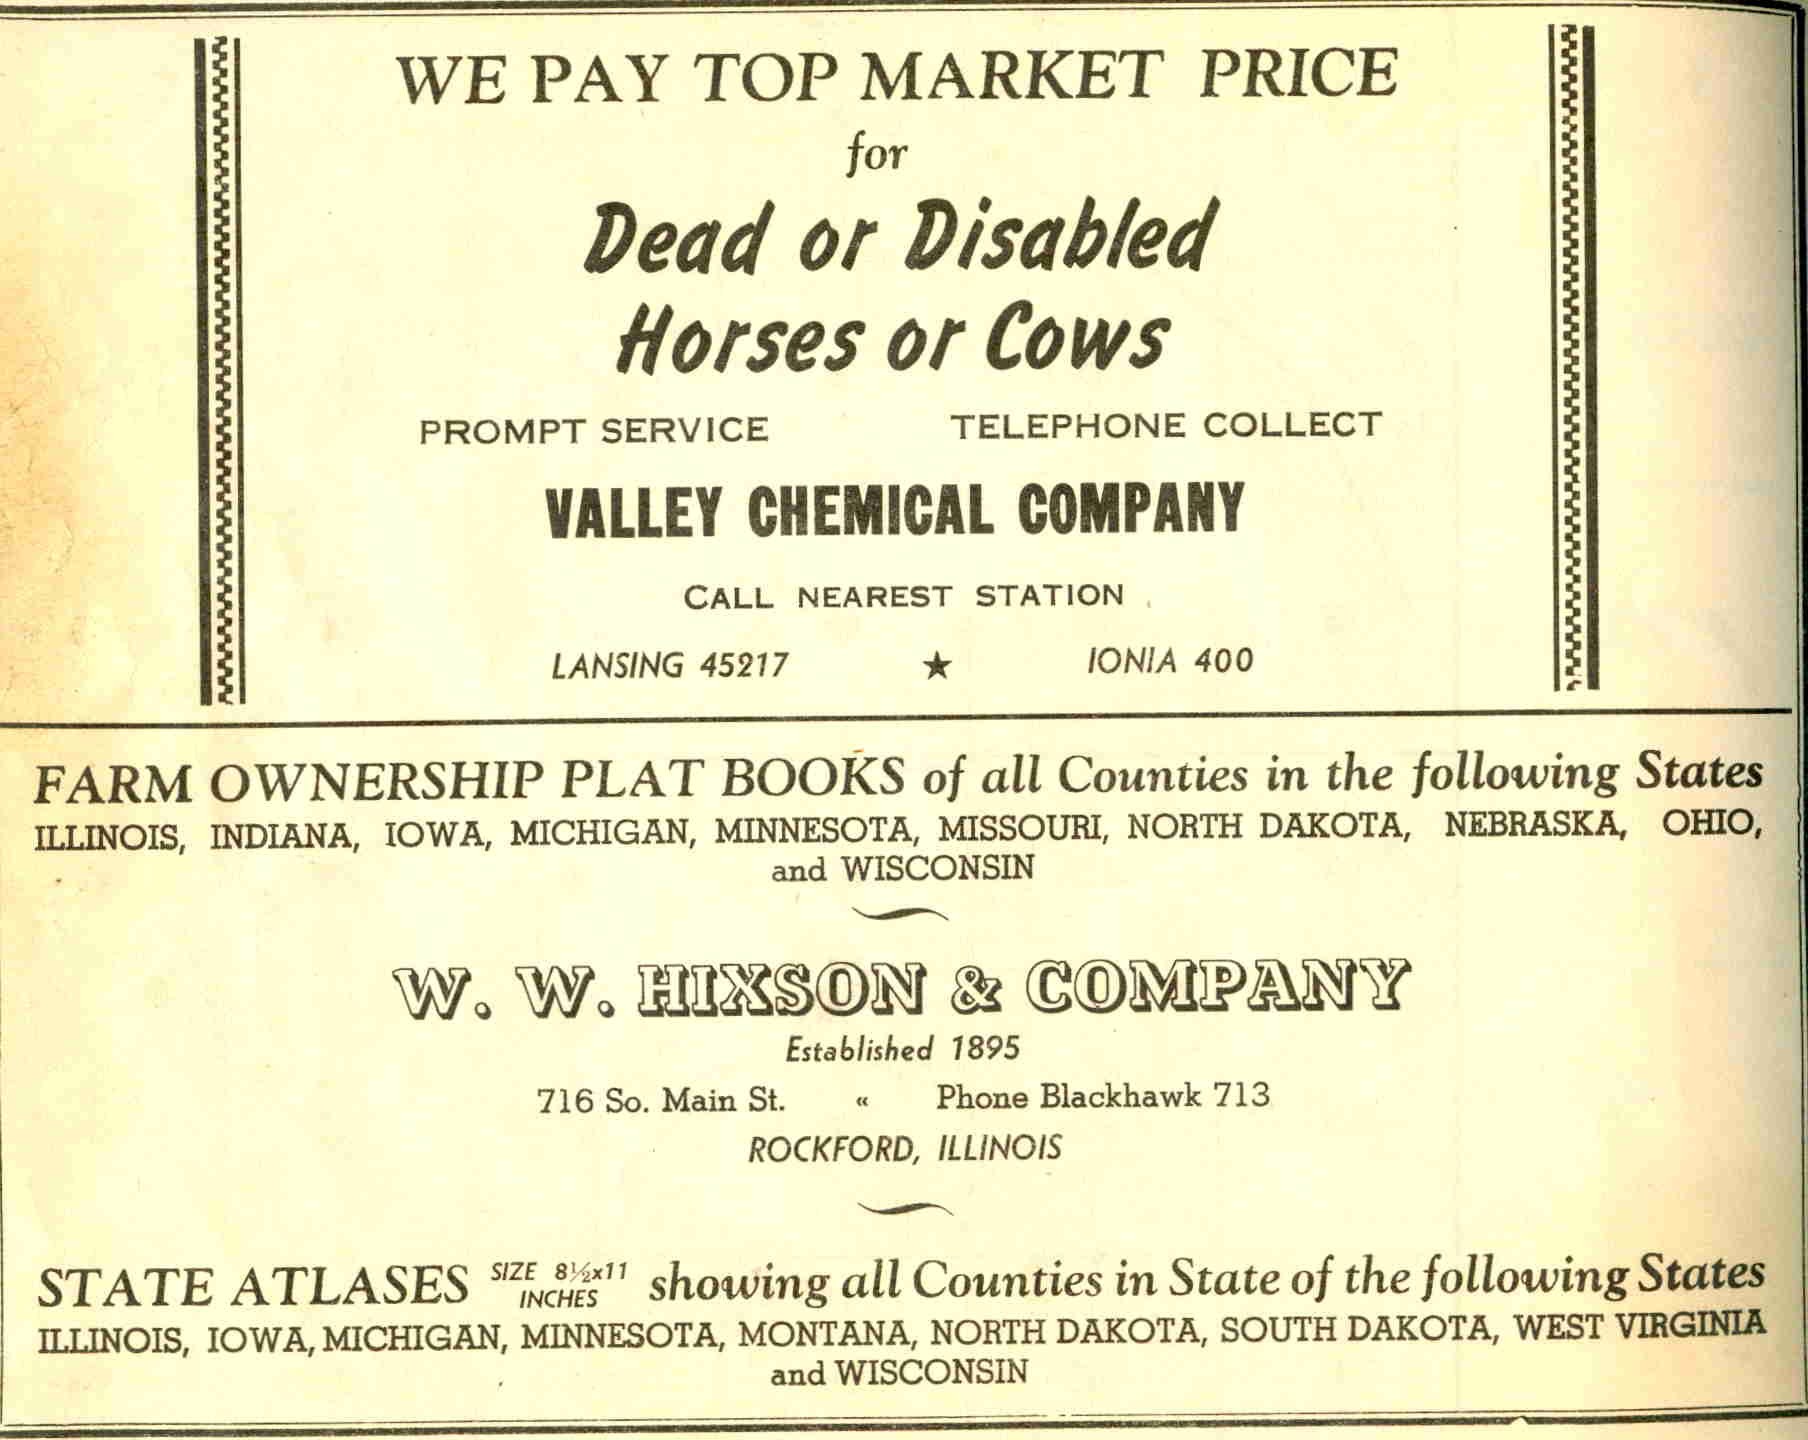 WE PAY TOP MARKET PRICE
for
Dead or Disabled
Horses or Cows
PROMPT SERVICE TELEPHONE COLLECT
VALLEY CHEMICAL COMPANY
CALL NEAREST STATION
LANSING 45217 ★ IONIA 400
FARM OWNERSHIP PLAT BOOKS of all Counties in the following States
ILLINOIS, INDIANA, IOWA, MICHIGAN, MINNESOTA, MISSOURI, NORTH DAKOTA, NEBRASKA, OHIO,
and WISCONSIN
W. W. HIXSON & COMPANY
Established 1895
716 So. Main St. « Phone Blackhawk 713
ROCKFORD, ILLINOIS
STATE ATLASES SIZE 8½x11 INCHES showing all Counties in State of the following States
ILLINOIS, IOWA, MICHIGAN, MINNESOTA, MONTANA, NORTH DAKOTA, SOUTH DAKOTA, WEST VIRGINIA
and WISCONSIN